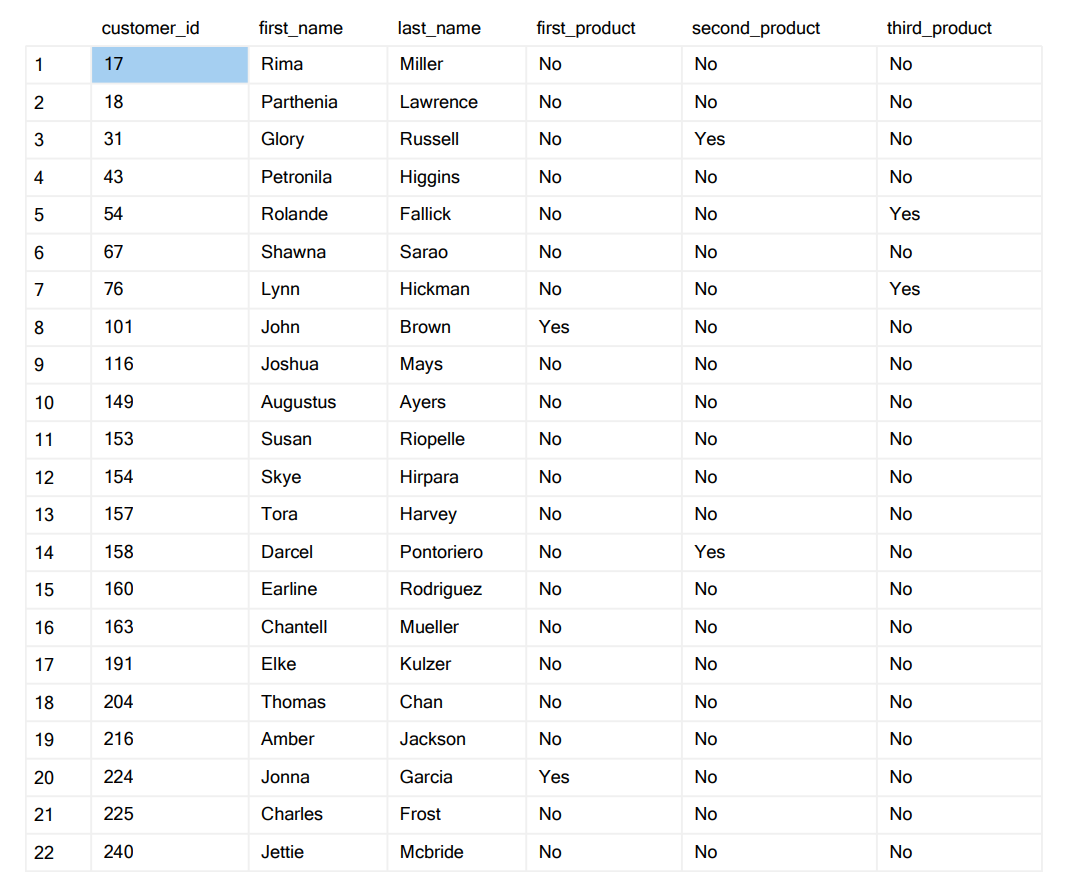 customer_id first_name last_name first_product second_product third_product
1 17 Rima Miller No No No
2 18 Parthenia Lawrence No No No
3 31 Glory Russell No Yes No
4 43 Petronila Higgins No No No
5 54 Rolande Fallick No No Yes
6 67 Shawna Sarao No No No
7 76 Lynn Hickman No No Yes
8 101 John Brown Yes No No
9 116 Joshua Mays No No No
10 149 Augustus Ayers No No No
11 153 Susan Riopelle No No No
12 154 Skye Hirpara No No No
13 157 Tora Harvey No No No
14 158 Darcel Pontoriero No Yes No
15 160 Earline Rodriguez No No No
16 163 Chantell Mueller No No No
17 191 Elke Kulzer No No No
18 204 Thomas Chan No No No
19 216 Amber Jackson No No No
20 224 Jonna Garcia Yes No No
21 225 Charles Frost No No No
22 240 Jettie Mcbride No No No